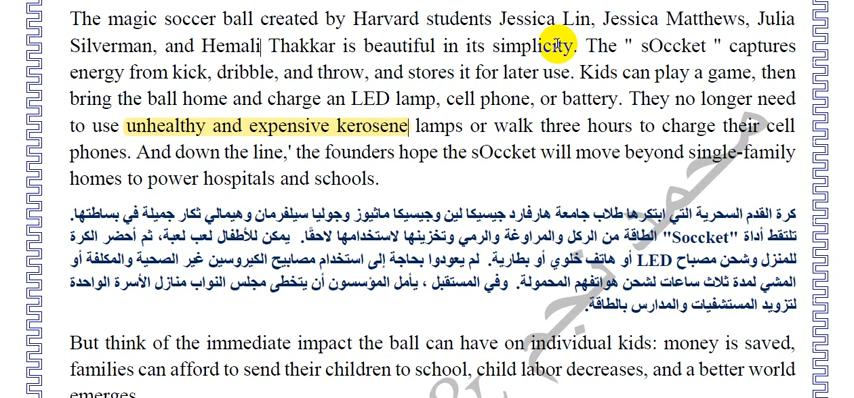 The magic soccer ball created by Harvard students Jessica Lin, Jessica Matthews, Julia
Silverman, and Hemali Thakkar is beautiful in its simplicity. The " sOccket " captures
energy from kick, dribble, and throw, and stores it for later use. Kids can play a game, then
bring the ball home and charge an LED lamp, cell phone, or battery. They no longer need
to use unhealthy and expensive kerosene lamps or walk three hours to charge their cell
phones. And down the line,' the founders hope the sOccket will move beyond single-family
homes to power hospitals and schools.
كرة القدم السحرية التي ابتكرها طلاب جامعة هارفارد جيسيكا لين وجيسيكا ماثيوز وجوليا سيلفرمان وهيمالي ثكار جميلة في بساطتها.
تلتقط أداة "Soccket" الطاقة من الركل والمراوغة والرمي وتخزينها لاستخدامها لاحقًا. يمكن للأطفال لعب لعبة، ثم أحضر الكرة
للمنزل وشحن مصباح LED أو هاتف خلوي أو بطارية. لم يعودوا بحاجة إلى استخدام مصابيح الكيروسين غير الصحية والمكلفة أو
المشي لمدة ثلاث ساعات لشحن هواتفهم المحمولة. وفي المستقبل ، يأمل المؤسسون أن يتخطى مجلس النواب منازل الأسرة الواحدة
لتزويد المستشفيات والمدارس بالطاقة.
But think of the immediate impact the ball can have on individual kids: money is saved,
families can afford to send their children to school, child labor decreases, and a better world
emerges.
محمد نجم